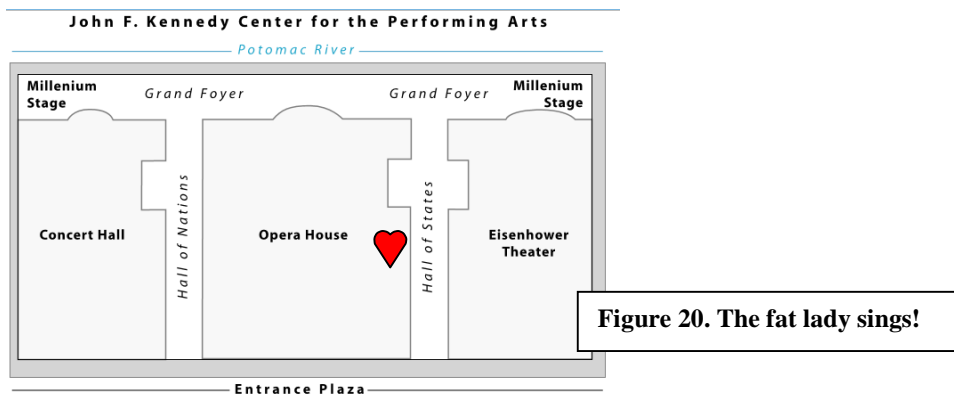 John F. Kennedy Center for the Performing Arts
Potomac River
Millenium
Stage
Grand Foyer
Grand Foyer
Millenium
Stage
Hall of Nations
Hall of States
Concert Hall
Opera House
Eisenhower
Theater
Figure 20. The fat lady sings!
Entrance Plaza